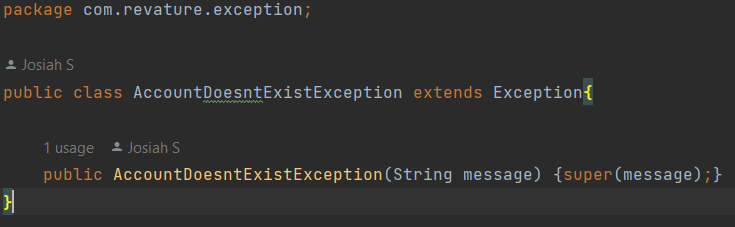 package com.revature.exception;
Josiah S
public class AccountDoesntExistException extends Exception{
1 usage Josiah S
public AccountDoesntExistException(String message) {super(message);}
}